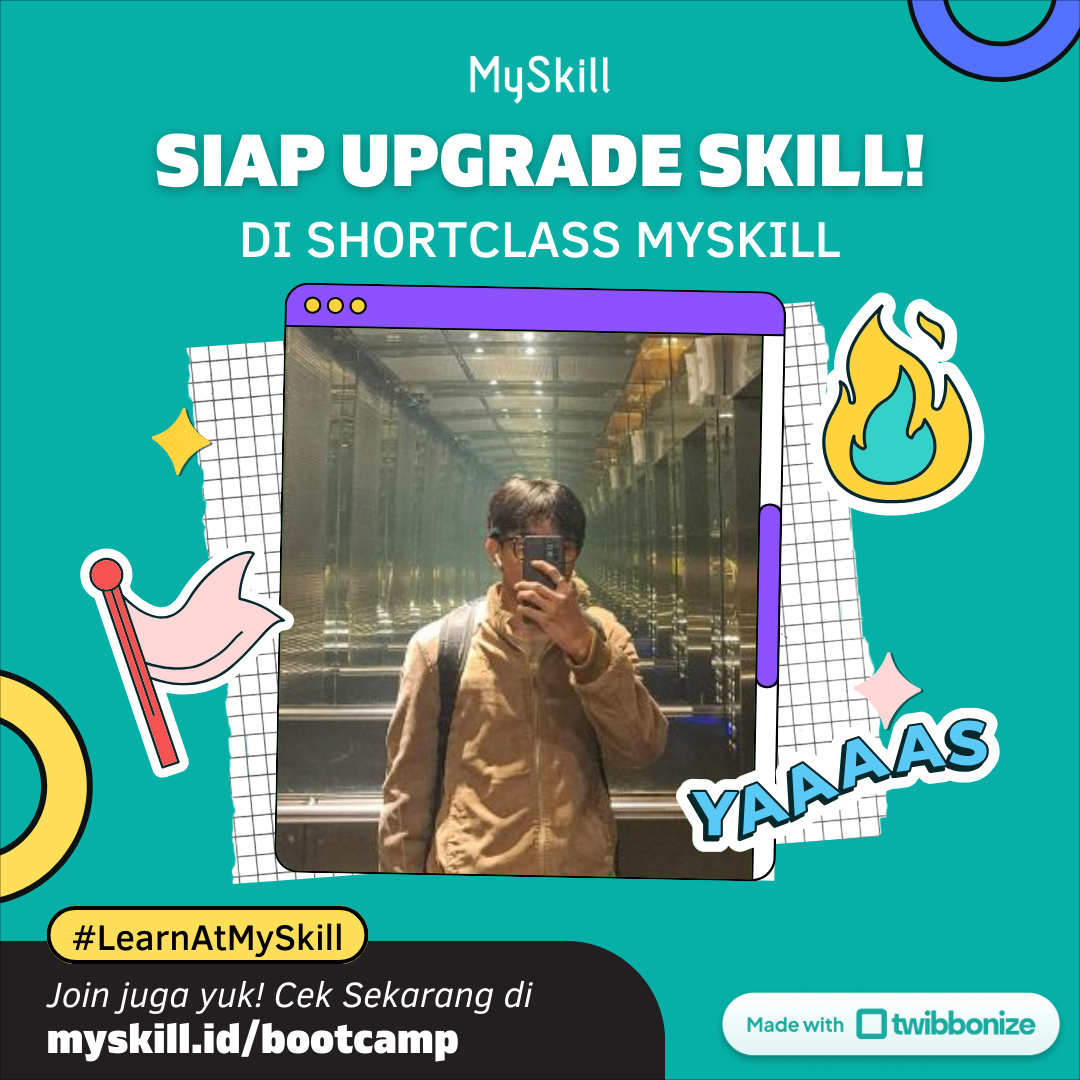 MySkill
SIAP UPGRADE SKILL!
DI SHORTCLASS MYSKILL
YAAAAS
#LearnAtMySkill
Join juga yuk! Cek Sekarang di
myskill.id/bootcamp
Made with twibbonize